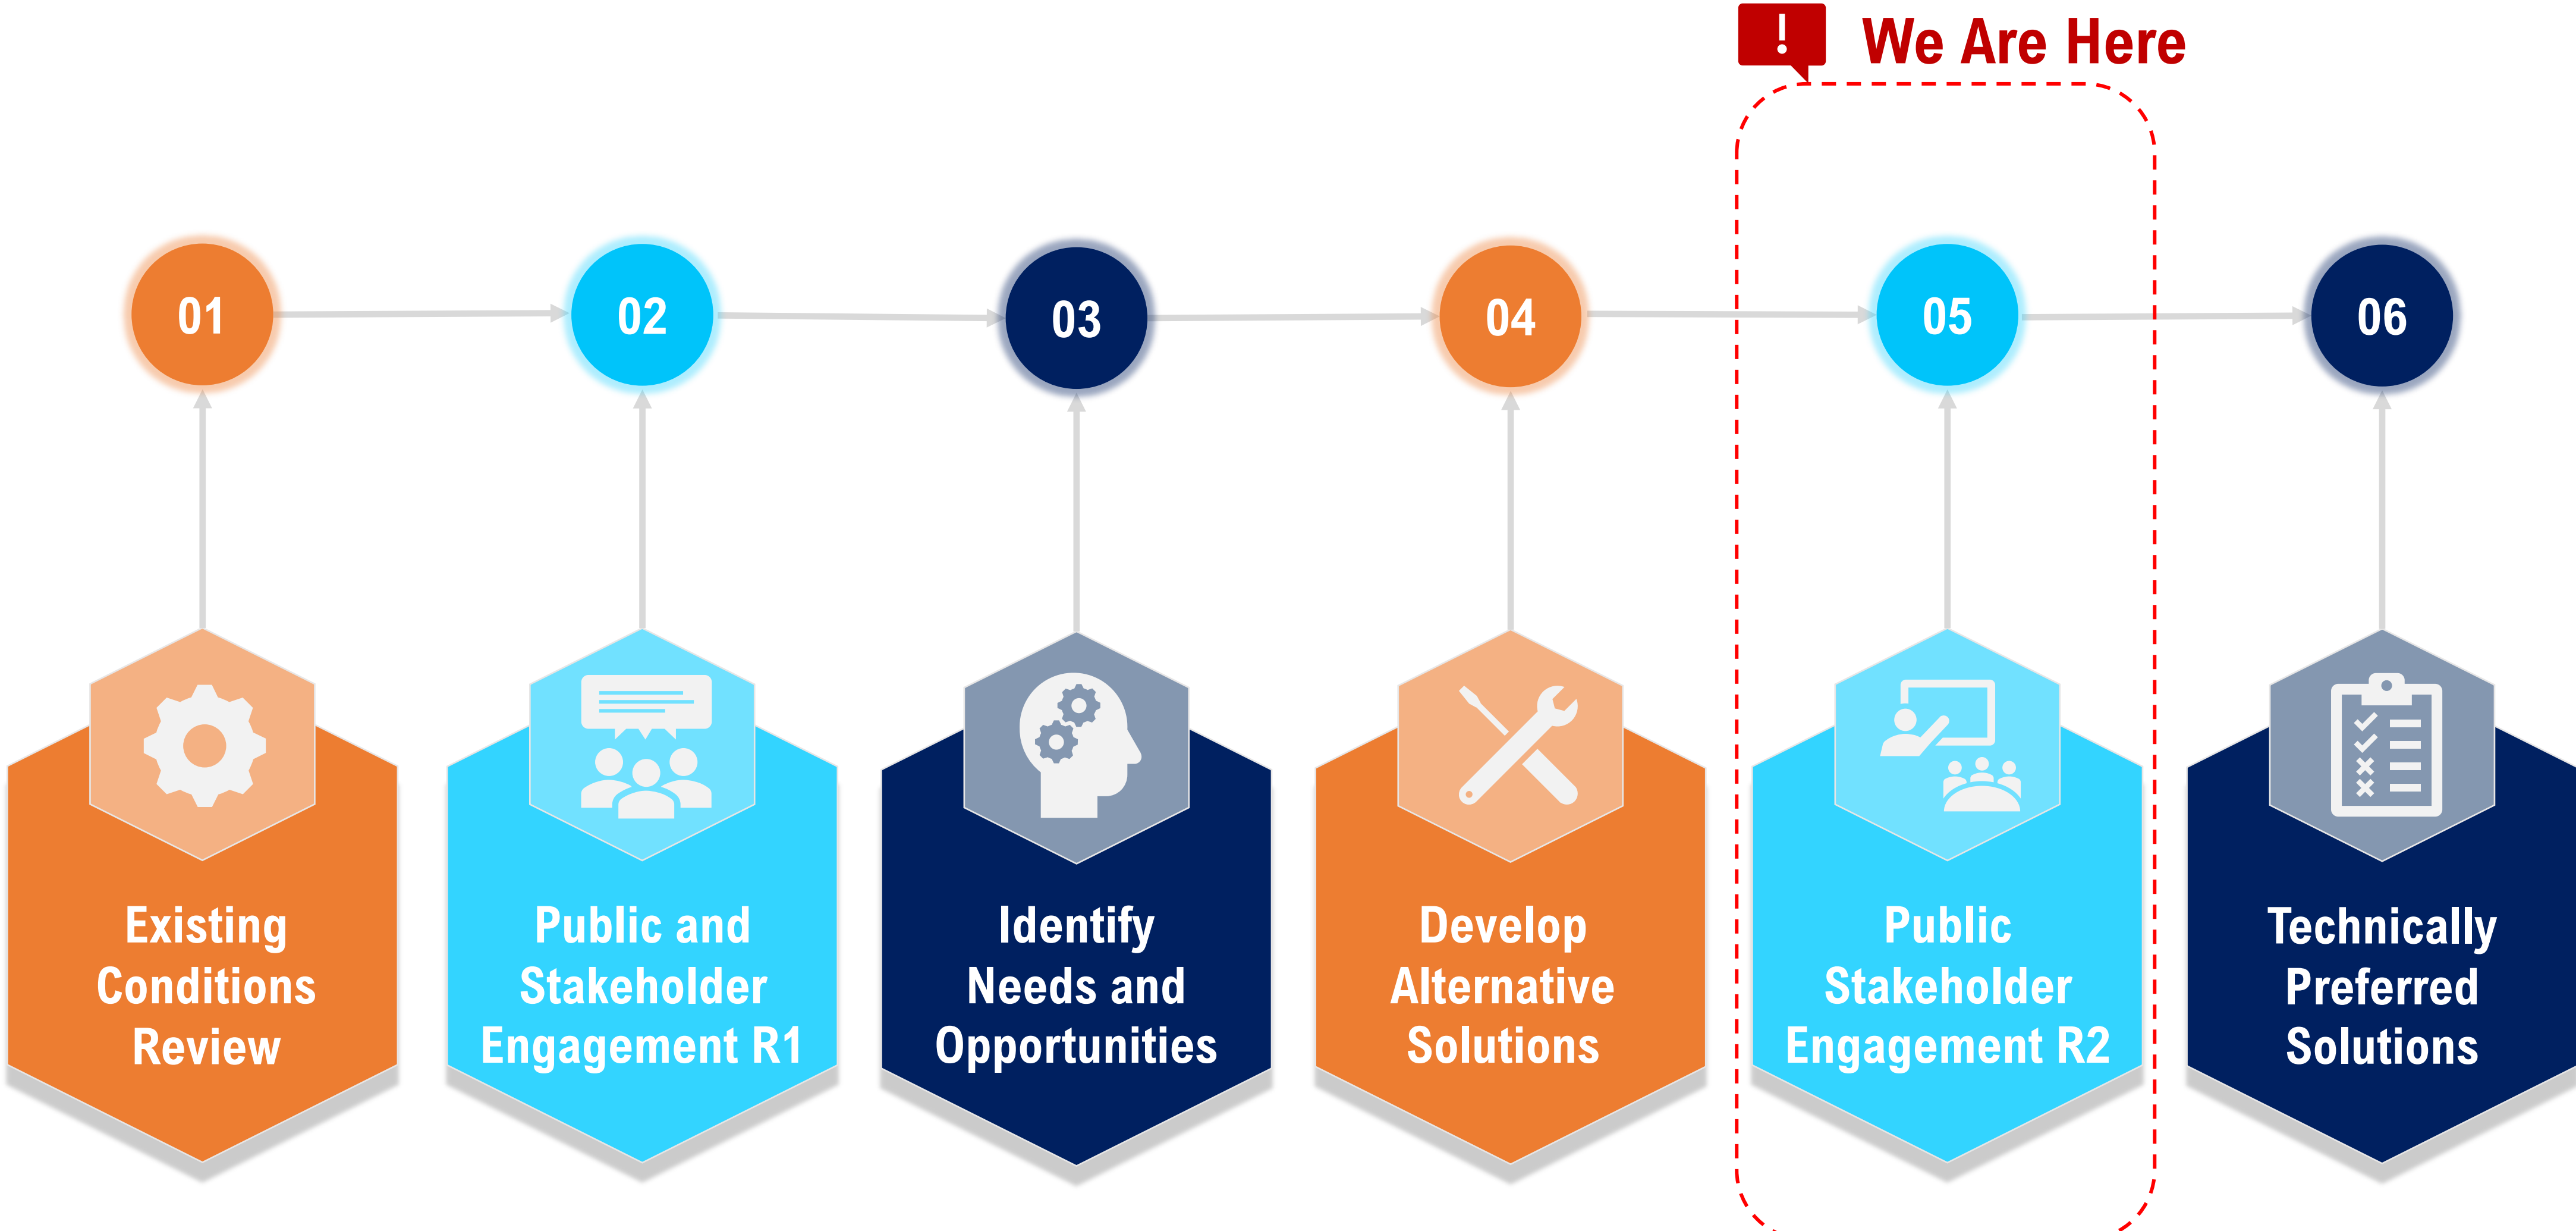 ! We Are Here
01
02
03
04
05
06
Existing
Conditions
Review
Public and
Stakeholder
Engagement R1
Identify
Needs and
Opportunities
Develop
Alternative
Solutions
Public
Stakeholder
Engagement R2
Technically
Preferred
Solutions